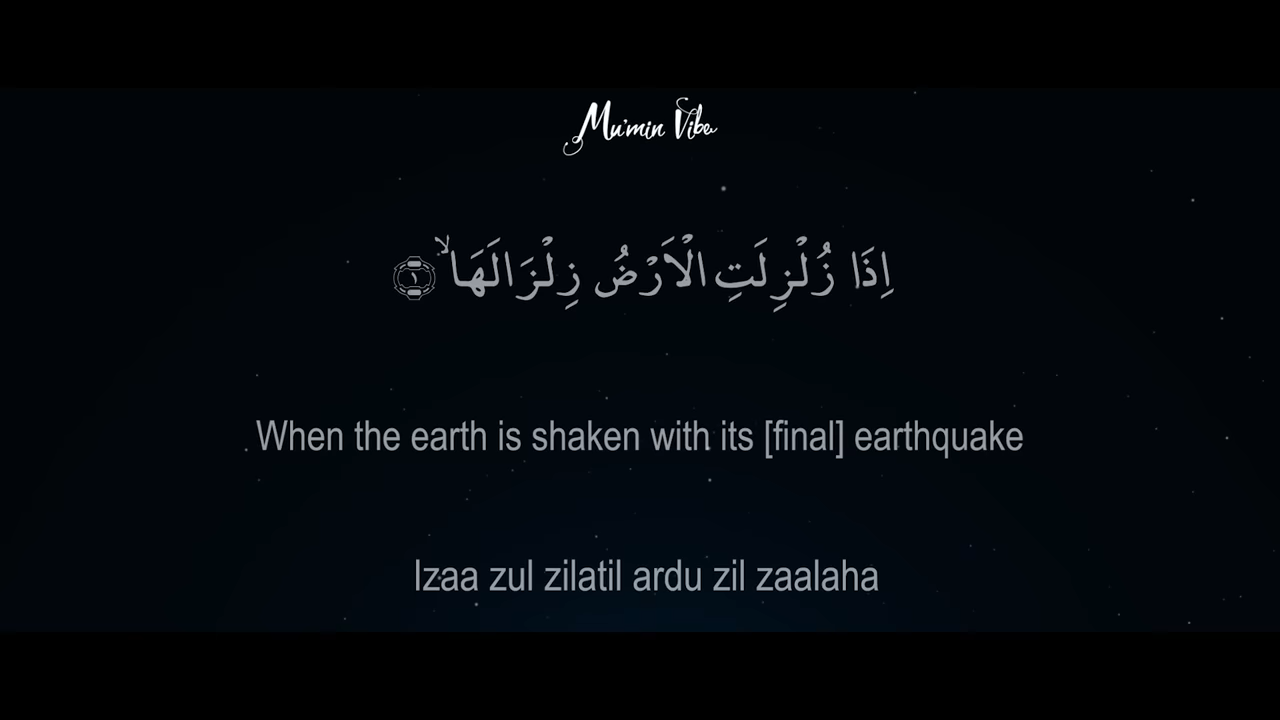 Mu'min Vibe
اِذَا زُلْزِلَتِ الْاَرْضُ زِلْزَالَهَاۙ ۝١
When the earth is shaken with its [final] earthquake
Izaa zul zilatil ardu zil zaalaha